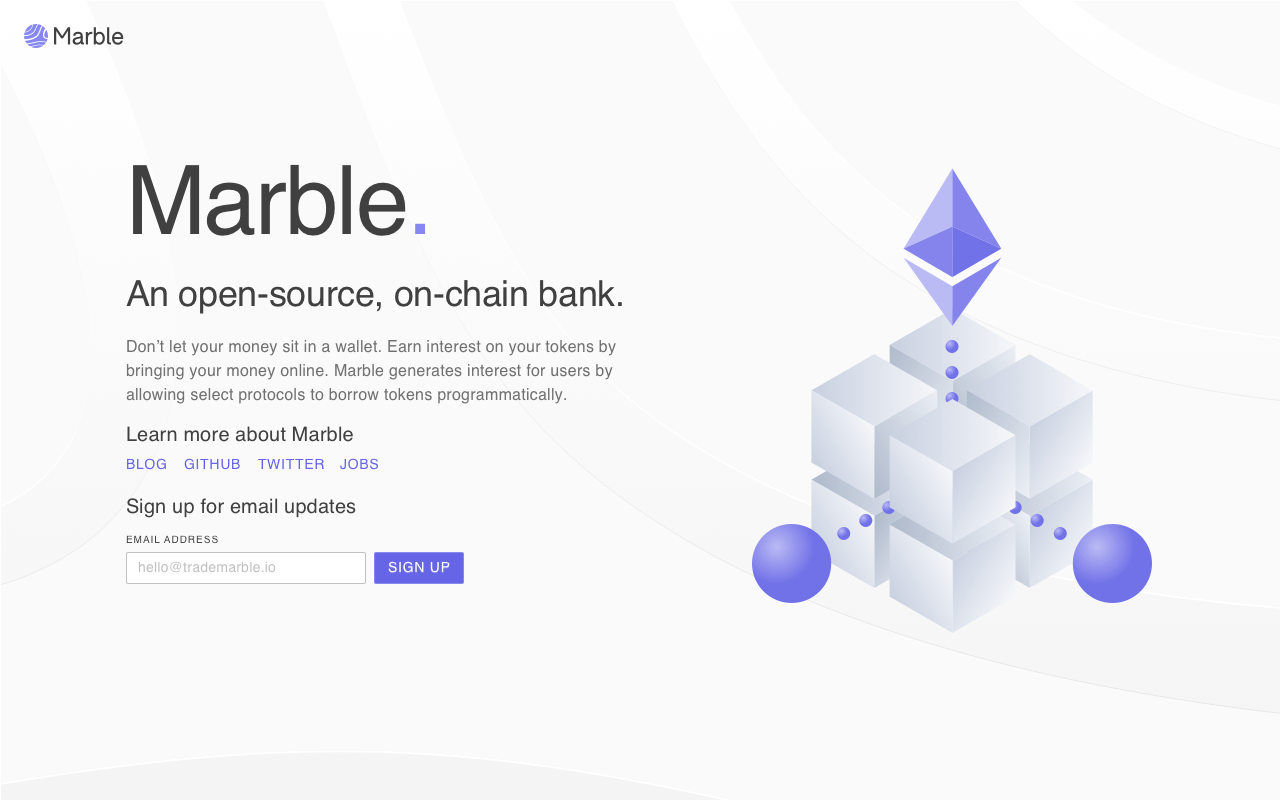 Marble
Marble.
An open-source, on-chain bank.
Don’t let your money sit in a wallet. Earn interest on your tokens by
bringing your money online. Marble generates interest for users by
allowing select protocols to borrow tokens programmatically.
Learn more about Marble
BLOG GITHUB TWITTER JOBS
Sign up for email updates
EMAIL ADDRESS
hello@trademarble.io SIGN UP